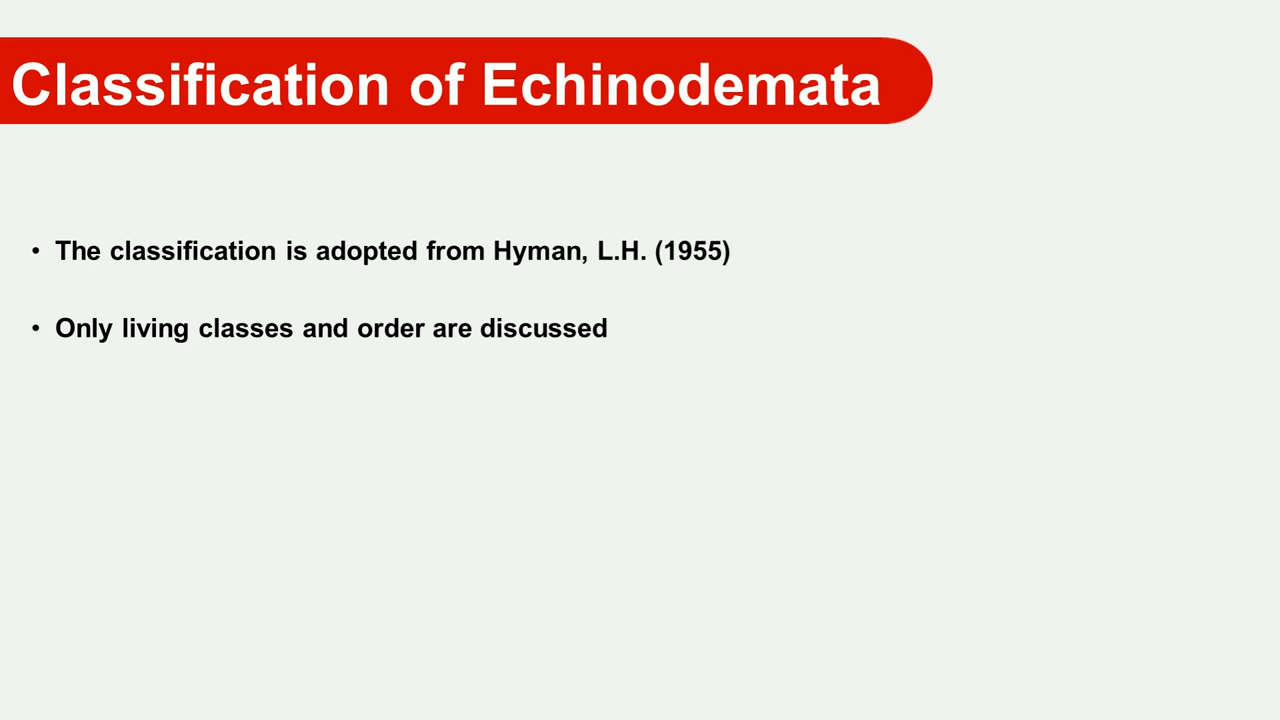 Classification of Echinodemata
• The classification is adopted from Hyman, L.H. (1955)
• Only living classes and order are discussed